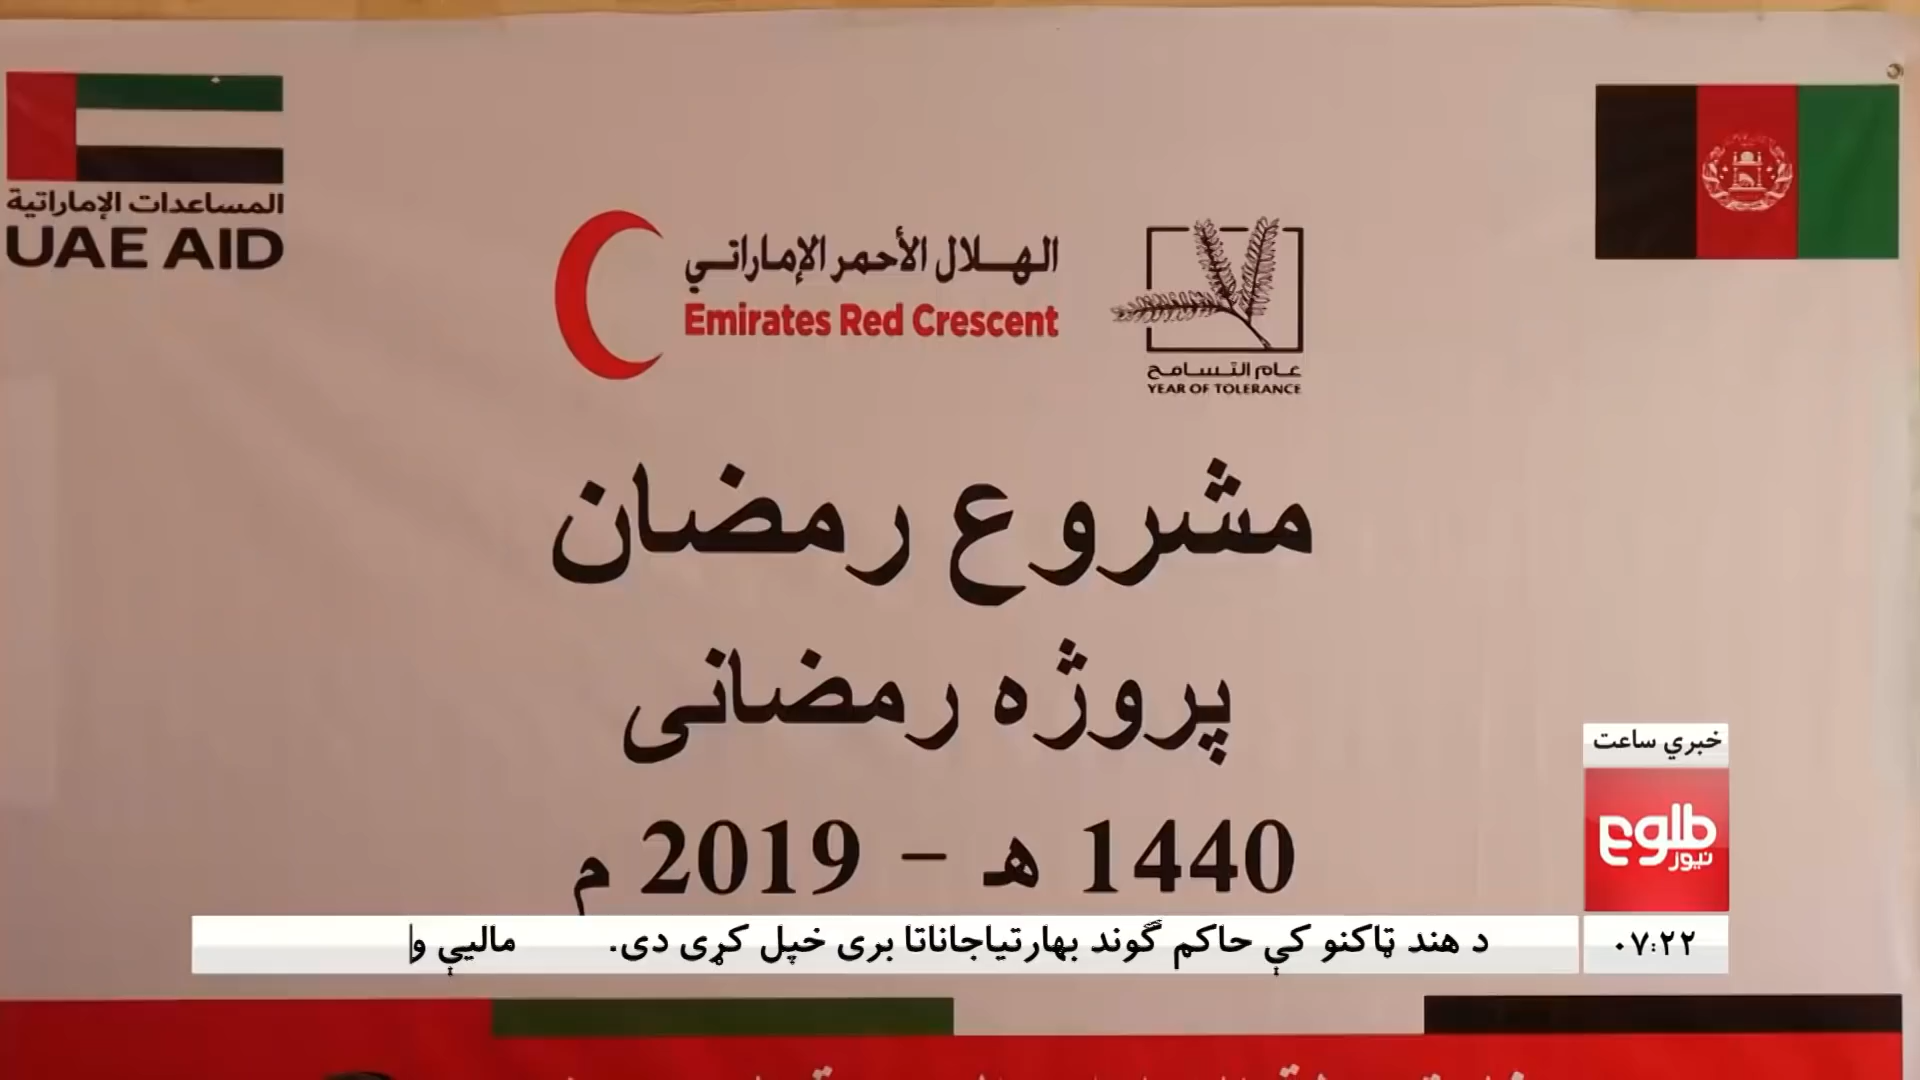 المساعدات الإماراتية
UAE AID
الهلال الأحمر الإماراتي
Emirates Red Crescent
عام التسامح
YEAR OF TOLERANCE
مشروع رمضان
پروژه رمضانی
1440 هـ - 2019 م
خبري ساعت
طلوع
نیوز
د هند ټاکنو کې حاکم ګوند بهارتیاجاناتا بری خپل کړی دی. مالیې و
۰۷:۲۲